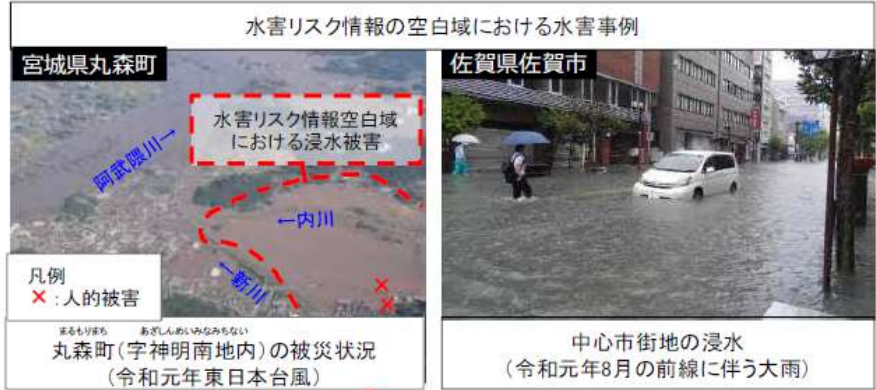 水害リスク情報の空白域における水害事例
宮城県丸森町
水害リスク情報空白域
における浸水被害
阿武隈川→
←内川
←新川
凡例
×：人的被害
まるもりまち あざしんめいみなみちない
丸森町（字神明南地内）の被災状況
（令和元年東日本台風）
佐賀県佐賀市
中心市街地の浸水
（令和元年8月の前線に伴う大雨）